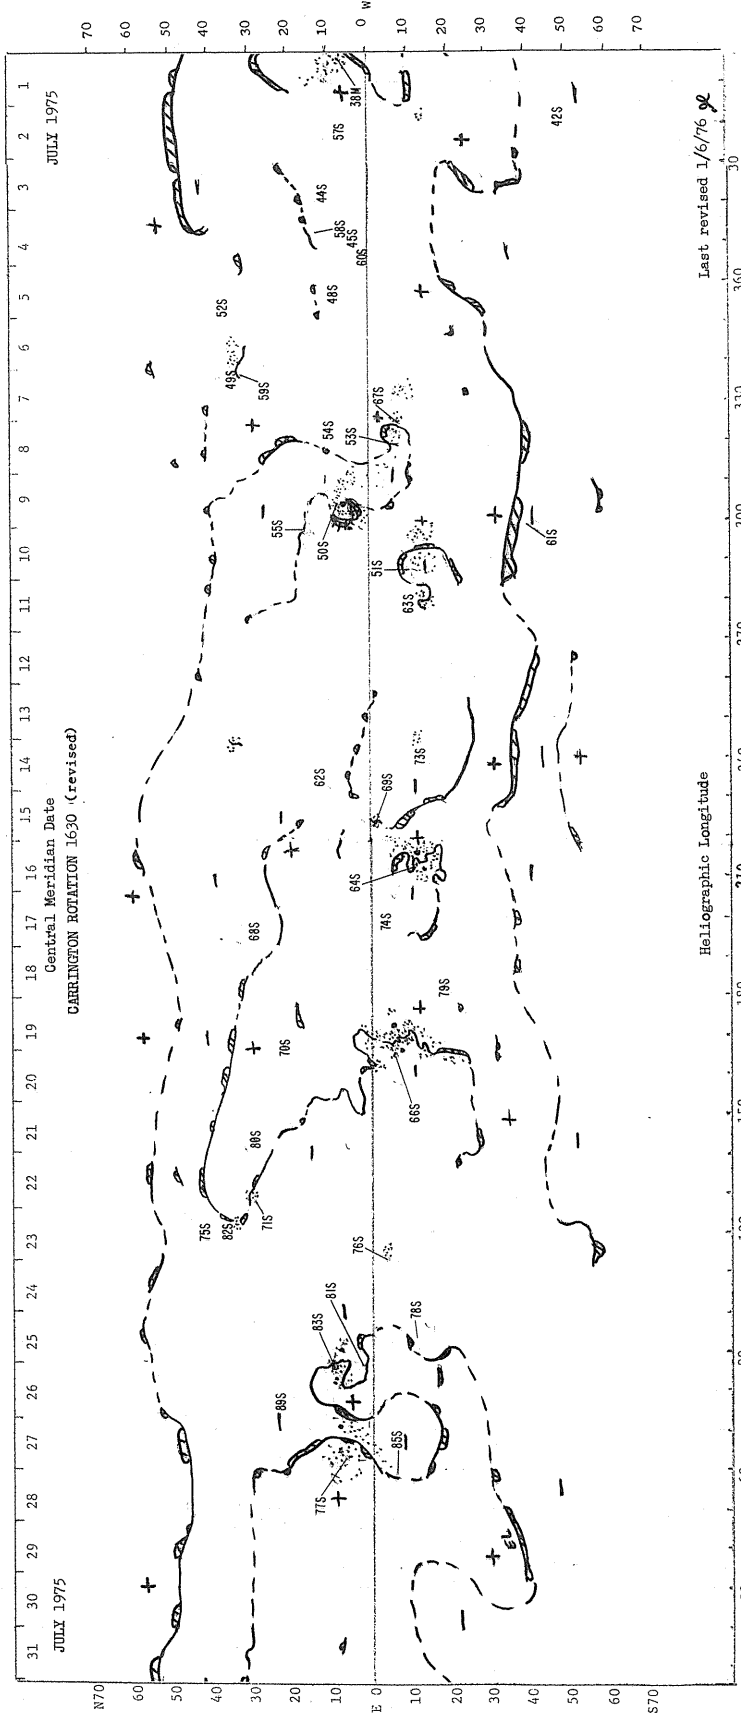 JULY 1975
Central Meridian Date
CARRINGTON ROTATION 1630 (revised)
JULY 1975
31 30 29 28 27 26 25 24 23 22 21 20 19 18 17 16 15 14 13 12 11 10 9 8 7 6 5 4 3 2 1
N70
60
50
40
30
20
10
E 0
10
20
30
40
50
60
S70
70
60
50
40
30
20
10
0 W
10
20
30
40
50
60
70
75S
82S
71S
80S
70S
68S
62S
55S
50S
54S
53S
49S
59S
52S
48S
44S
58S
45S
60S
57S
38M
89S
77S
83S
81S
85S
78S
76S
66S
79S
74S
64S
69S
73S
63S
51S
67S
61S
42S
EL
Heliographic Longitude
Last revised 1/6/76
360
30